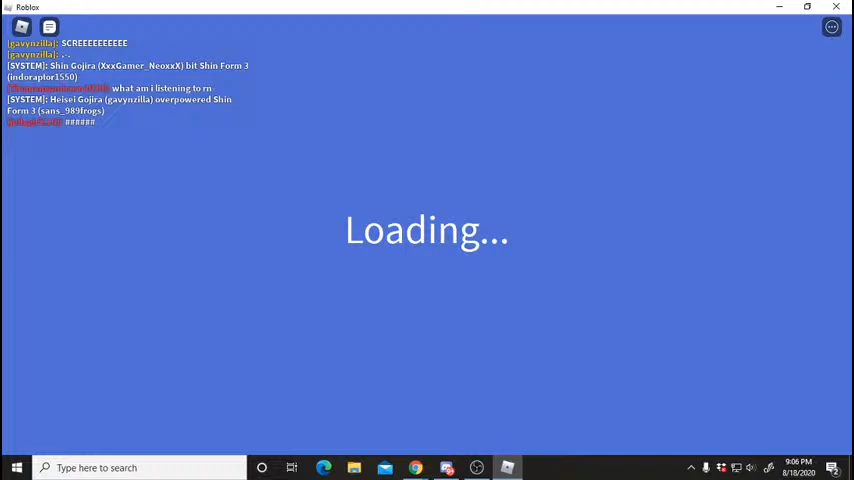 Roblox
[gavynzilla]: SCREEEEEEEEEE
[gavynzilla]: .-.
[SYSTEM]: Shin Gojira (XxxGamer_NeoxxX) bit Shin Form 3
(indoraptor1550)
what am i listening to rn
[SYSTEM]: Heisei Gojira (gavynzilla) overpowered Shin
Form 3 (sans_989frogs)
######
Loading...
Type here to search
9:06 PM
8/18/2020
2